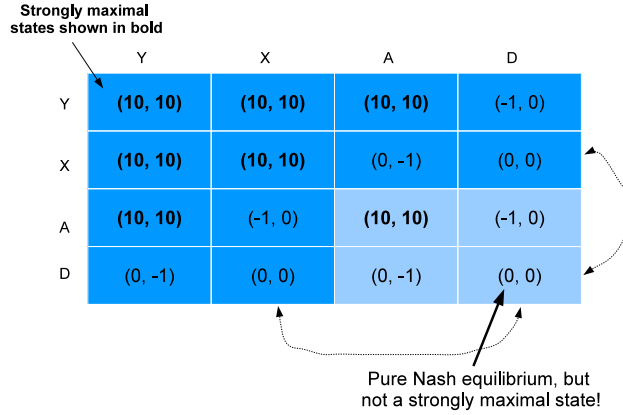 Strongly maximal
states shown in bold
Y X A D
Y (10, 10) (10, 10) (10, 10) (-1, 0)
X (10, 10) (10, 10) (0, -1) (0, 0)
A (10, 10) (-1, 0) (10, 10) (-1, 0)
D (0, -1) (0, 0) (0, -1) (0, 0)
Pure Nash equilibrium, but
not a strongly maximal state!